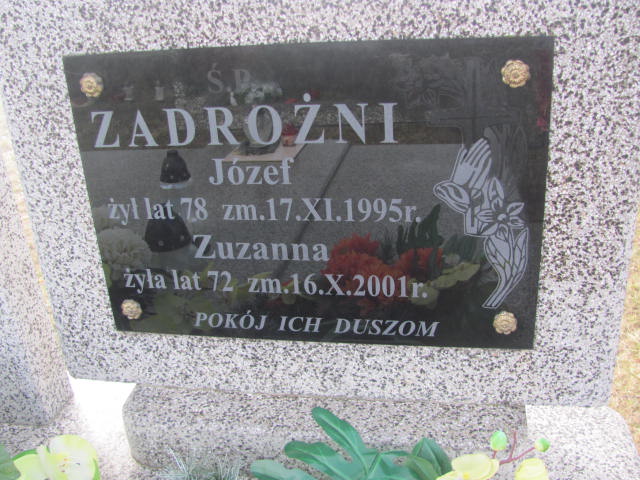 Ś.P.
ZADROŻNI
Józef
żył lat 78 zm.17.XI.1995r.
Zuzanna
żyła lat 72 zm.16.X.2001r.
POKÓJ ICH DUSZOM